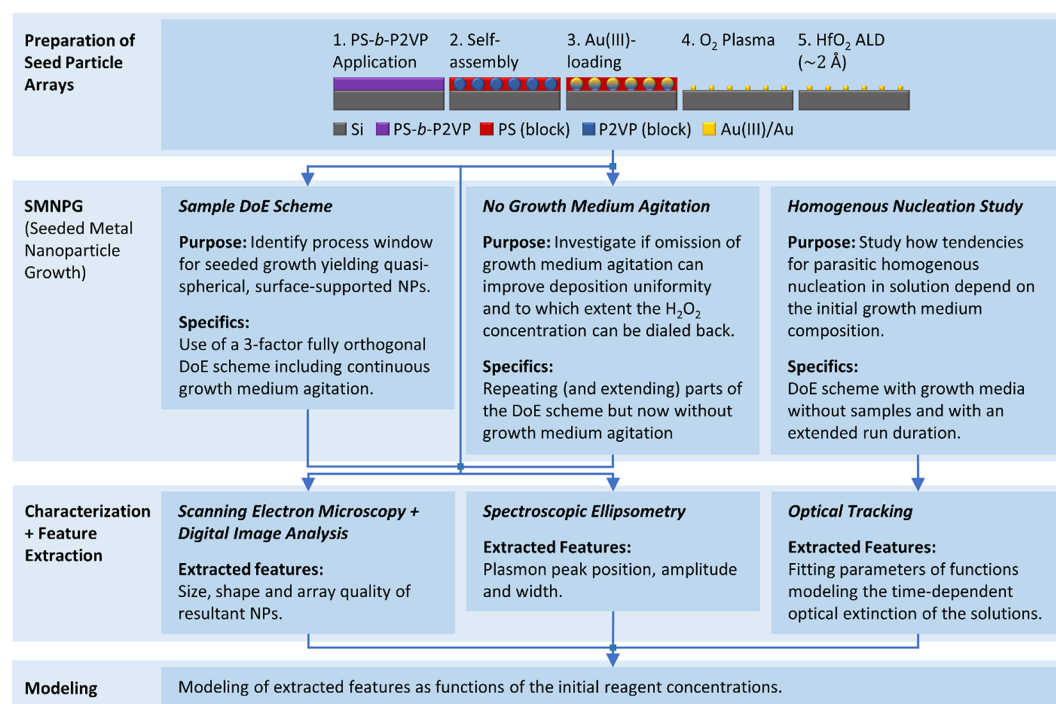 Preparation of
Seed Particle
Arrays
1. PS-b-P2VP
Application
2. Self-
assembly
3. Au(III)-
loading
4. O₂ Plasma
5. HfO₂ ALD
(~2 Å)
Si
PS-b-P2VP
PS (block)
P2VP (block)
Au(III)/Au
SMNPG
(Seeded Metal
Nanoparticle
Growth)
Sample DoE Scheme
Purpose: Identify process window
for seeded growth yielding quasi-
spherical, surface-supported NPs.
Specifics:
Use of a 3-factor fully orthogonal
DoE scheme including continuous
growth medium agitation.
No Growth Medium Agitation
Purpose: Investigate if omission of
growth medium agitation can
improve deposition uniformity
and to which extent the H₂O₂
concentration can be dialed back.
Specifics:
Repeating (and extending) parts of
the DoE scheme but now without
growth medium agitation
Homogenous Nucleation Study
Purpose: Study how tendencies
for parasitic homogenous
nucleation in solution depend on
the initial growth medium
composition.
Specifics:
DoE scheme with growth media
without samples and with an
extended run duration.
Characterization
+ Feature
Extraction
Scanning Electron Microscopy +
Digital Image Analysis
Extracted features:
Size, shape and array quality of
resultant NPs.
Spectroscopic Ellipsometry
Extracted Features:
Plasmon peak position, amplitude
and width.
Optical Tracking
Extracted Features:
Fitting parameters of functions
modeling the time-dependent
optical extinction of the solutions.
Modeling
Modeling of extracted features as functions of the initial reagent concentrations.